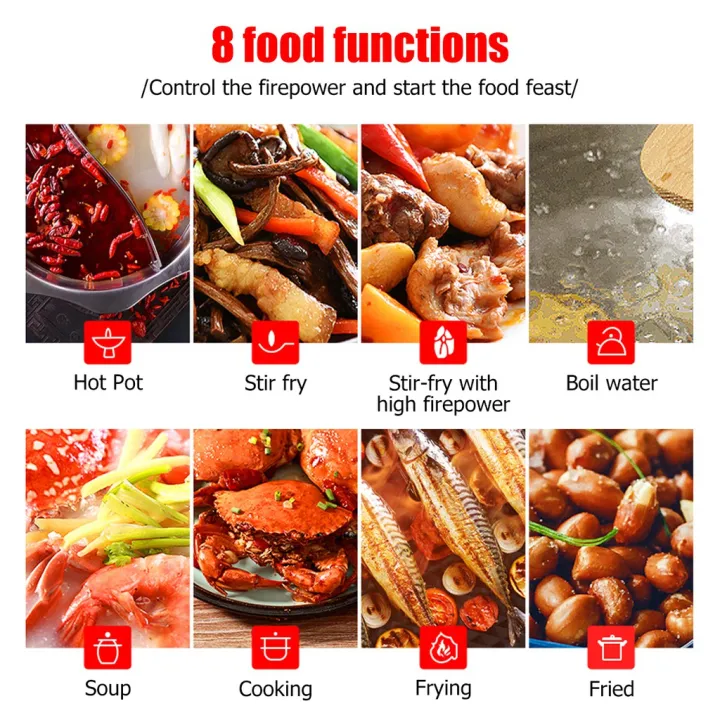 8 food functions
/Control the firepower and start the food feast/
Hot Pot
Stir fry
Stir-fry with
high firepower
Boil water
Soup
Cooking
Frying
Fried